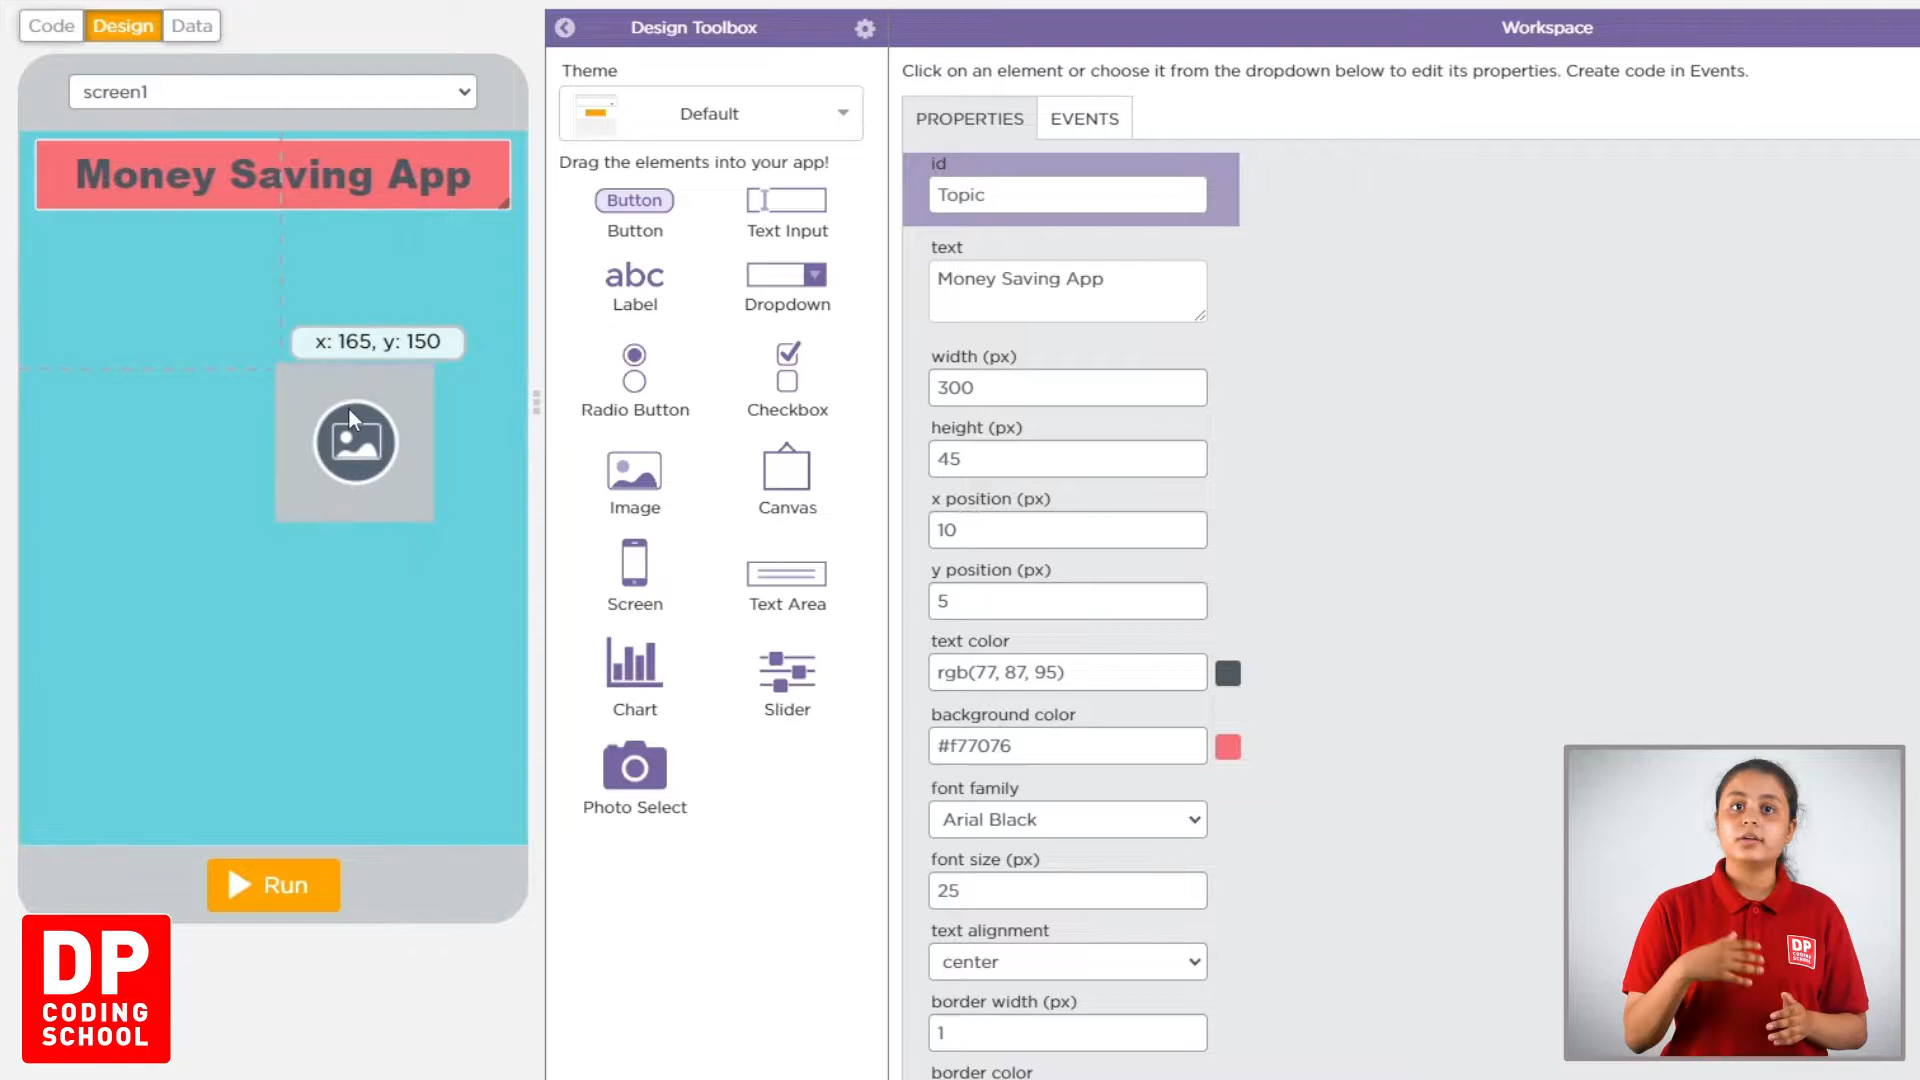 Code Design Data
screen1
Money Saving App
x: 165, y: 150
Run
DP
CODING
SCHOOL
Design Toolbox
Theme
Default
Drag the elements into your app!
Button
Button
Text Input
abc
Label
Dropdown
Radio Button
Checkbox
Image
Canvas
Screen
Text Area
Chart
Slider
Photo Select
Workspace
Click on an element or choose it from the dropdown below to edit its properties. Create code in Events.
PROPERTIES EVENTS
id
Topic
text
Money Saving App
width (px)
300
height (px)
45
x position (px)
10
y position (px)
5
text color
rgb(77, 87, 95)
background color
#f77076
font family
Arial Black
font size (px)
25
text alignment
center
border width (px)
1
border color
DP
CODING
SCHOOL